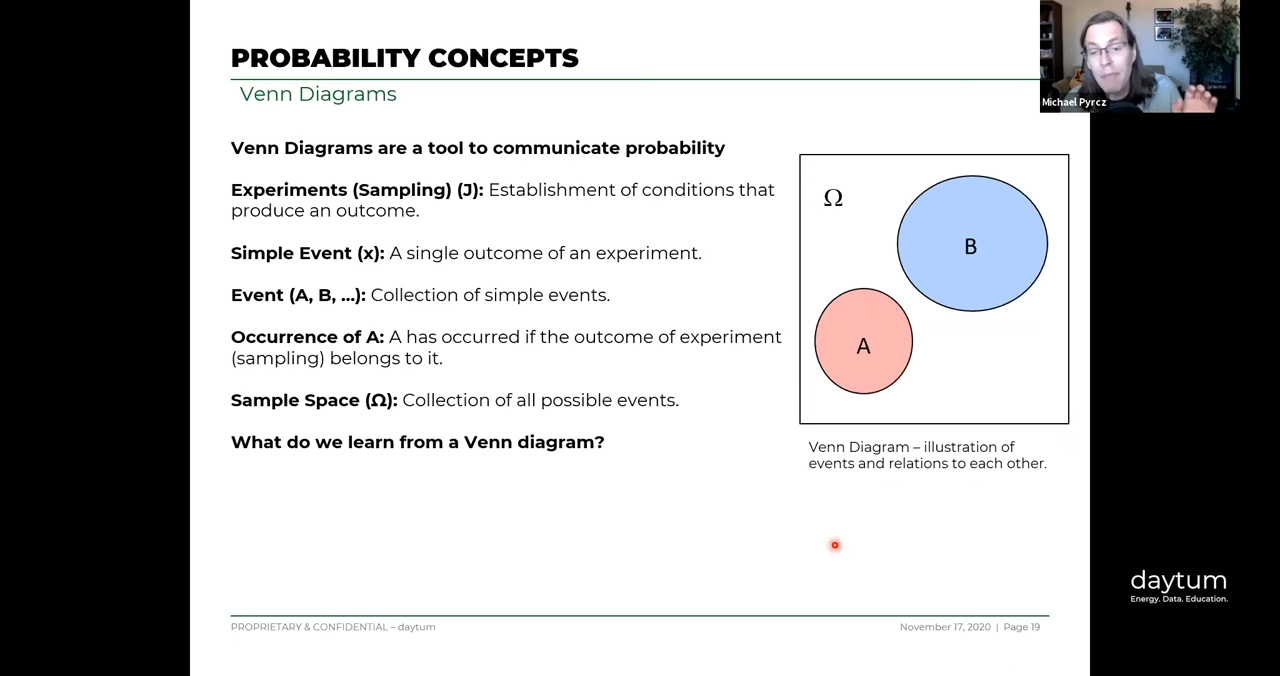 PROBABILITY CONCEPTS
Venn Diagrams
Michael Pyrcz
Venn Diagrams are a tool to communicate probability
Experiments (Sampling) (J): Establishment of conditions that
produce an outcome.
Simple Event (x): A single outcome of an experiment.
Event (A, B, ...): Collection of simple events.
Occurrence of A: A has occurred if the outcome of experiment
(sampling) belongs to it.
Sample Space (Ω): Collection of all possible events.
What do we learn from a Venn diagram?
Ω
B
A
Venn Diagram – illustration of
events and relations to each other.
daytum
Energy. Data. Education.
PROPRIETARY & CONFIDENTIAL – daytum
November 17, 2020 | Page 19